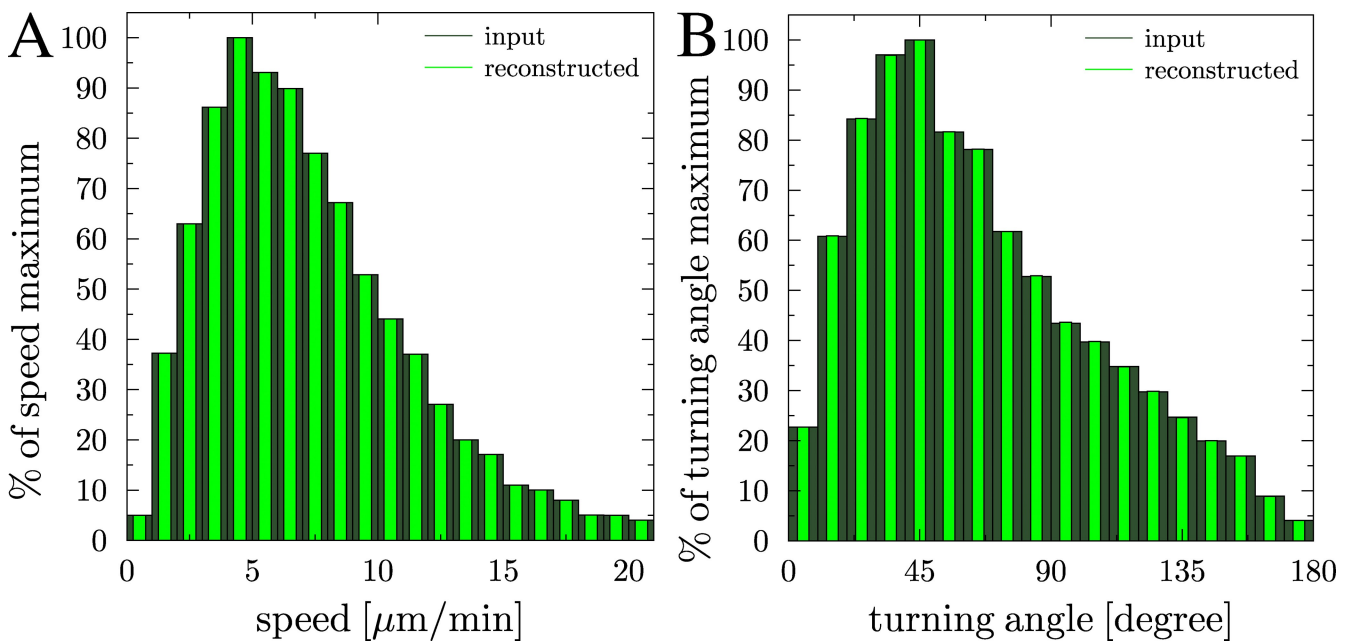 A
% of speed maximum
100
90
80
70
60
50
40
30
20
10
0
input
reconstructed
0 5 10 15 20
speed [μm/min]
B
% of turning angle maximum
100
90
80
70
60
50
40
30
20
10
0
input
reconstructed
0 45 90 135 180
turning angle [degree]